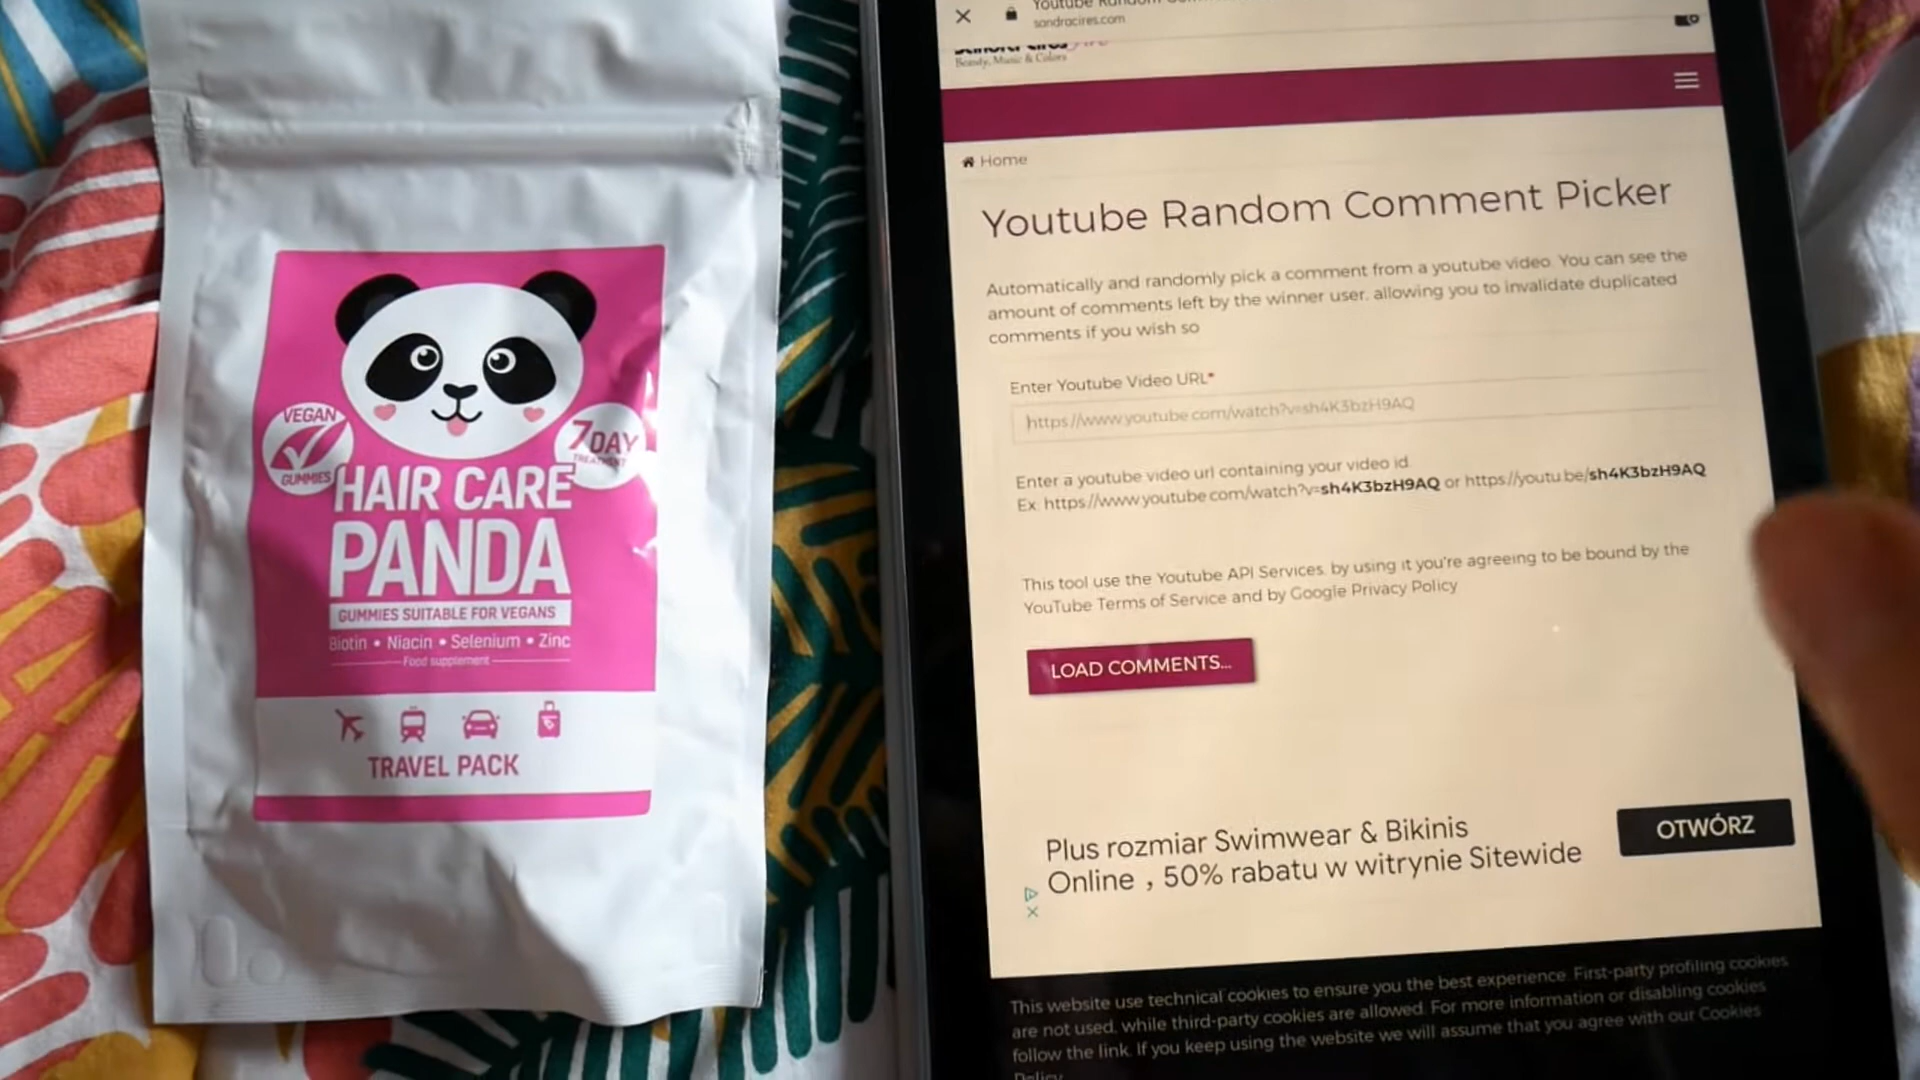 VEGAN
GUMMIES
7 DAY
TREATMENT
HAIR CARE
PANDA
GUMMIES SUITABLE FOR VEGANS
Biotin • Niacin • Selenium • Zinc
Food supplement
TRAVEL PACK
Youtube Random
sandracires.com
Beauty, Music & Colors
Home
Youtube Random Comment Picker
Automatically and randomly pick a comment from a youtube video. You can see the
amount of comments left by the winner user, allowing you to invalidate duplicated
comments if you wish so
Enter Youtube Video URL*
https://www.youtube.com/watch?v=sh4K3bzH9AQ
Enter a youtube video url containing your video id.
Ex: https://www.youtube.com/watch?v=sh4K3bzH9AQ or https://youtu.be/sh4K3bzH9AQ
This tool use the Youtube API Services, by using it you're agreeing to be bound by the
YouTube Terms of Service and by Google Privacy Policy
LOAD COMMENTS...
Plus rozmiar Swimwear & Bikinis
Online , 50% rabatu w witrynie Sitewide
OTWÓRZ
This website use technical cookies to ensure you the best experience. First-party profiling cookies
are not used, while third-party cookies are allowed. For more information or disabling cookies
follow the link. If you keep using the website we will assume that you agree with our Cookies
Policy